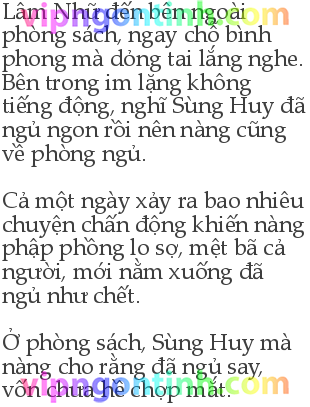 Lâm Nhữ đến bên ngoài
phòng sách, ngay chỗ bình
phong mà dỏng tai lắng nghe.
Bên trong im lặng không
tiếng động, nghĩ Sùng Huy đã
ngủ ngon rồi nên nàng cũng
về phòng ngủ.
Cả một ngày xảy ra bao nhiêu
chuyện chấn động khiến nàng
phập phồng lo sợ, mệt bã cả
người, mới nằm xuống đã
ngủ như chết.
Ở phòng sách, Sùng Huy mà
nàng cho rằng đã ngủ say,
vốn chưa hề chợp mắt.
vipngontinh.com
vipngontinh.com